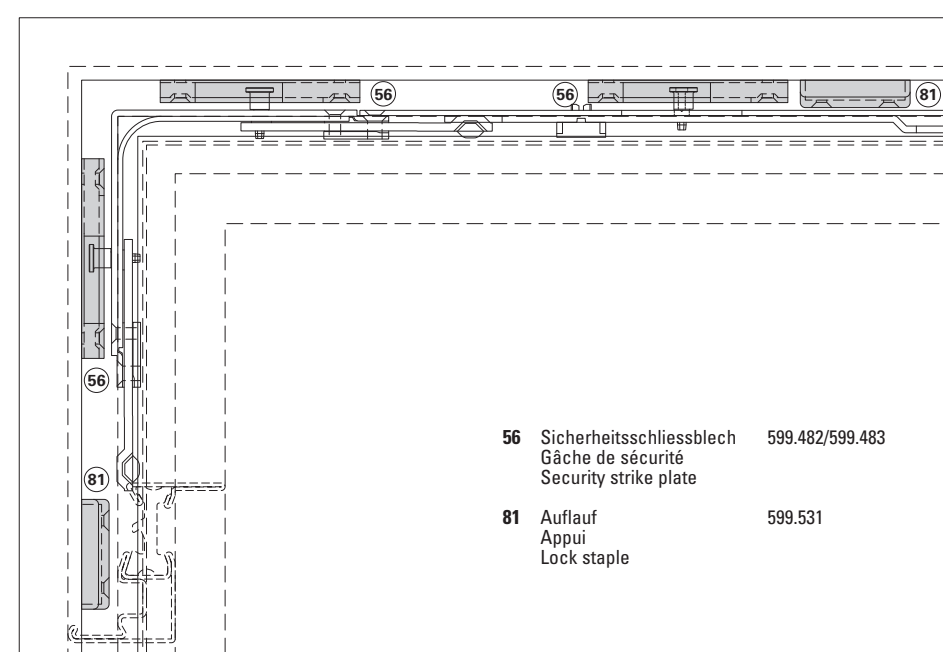 56 56 81
56
81
56 Sicherheitsschliessblech 599.482/599.483
Gâche de sécurité
Security strike plate
81 Auflauf 599.531
Appui
Lock staple